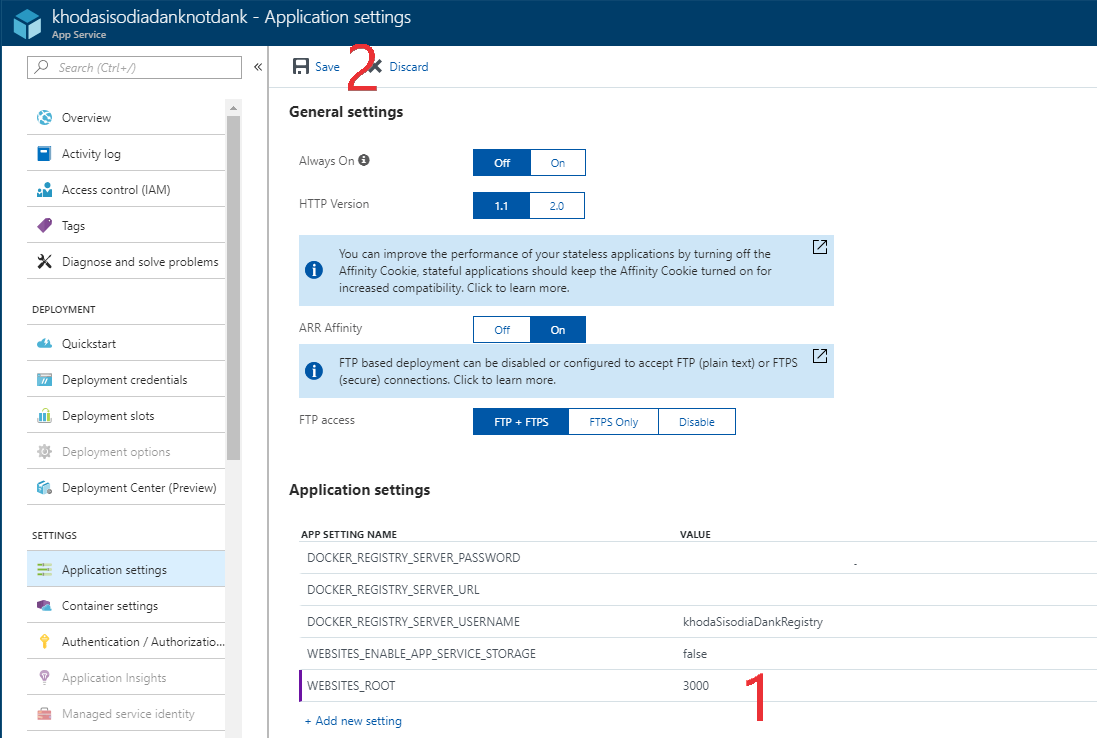 khodasisodiadanknotdank - Application settings
App Service
Search (Ctrl+/)
«
Overview
Activity log
Access control (IAM)
Tags
Diagnose and solve problems
DEPLOYMENT
Quickstart
Deployment credentials
Deployment slots
Deployment options
Deployment Center (Preview)
SETTINGS
Application settings
Container settings
Authentication / Authorizatio...
Application Insights
Managed service identity
Save 2 Discard
General settings
Always On Off On
HTTP Version 1.1 2.0
You can improve the performance of your stateless applications by turning off the
Affinity Cookie, stateful applications should keep the Affinity Cookie turned on for
increased compatibility. Click to learn more.
ARR Affinity Off On
FTP based deployment can be disabled or configured to accept FTP (plain text) or FTPS
(secure) connections. Click to learn more.
FTP access FTP + FTPS FTPS Only Disable
Application settings
APP SETTING NAME VALUE
DOCKER_REGISTRY_SERVER_PASSWORD
DOCKER_REGISTRY_SERVER_URL
DOCKER_REGISTRY_SERVER_USERNAME khodaSisodiaDankRegistry
WEBSITES_ENABLE_APP_SERVICE_STORAGE false
WEBSITES_ROOT 3000 1
+ Add new setting